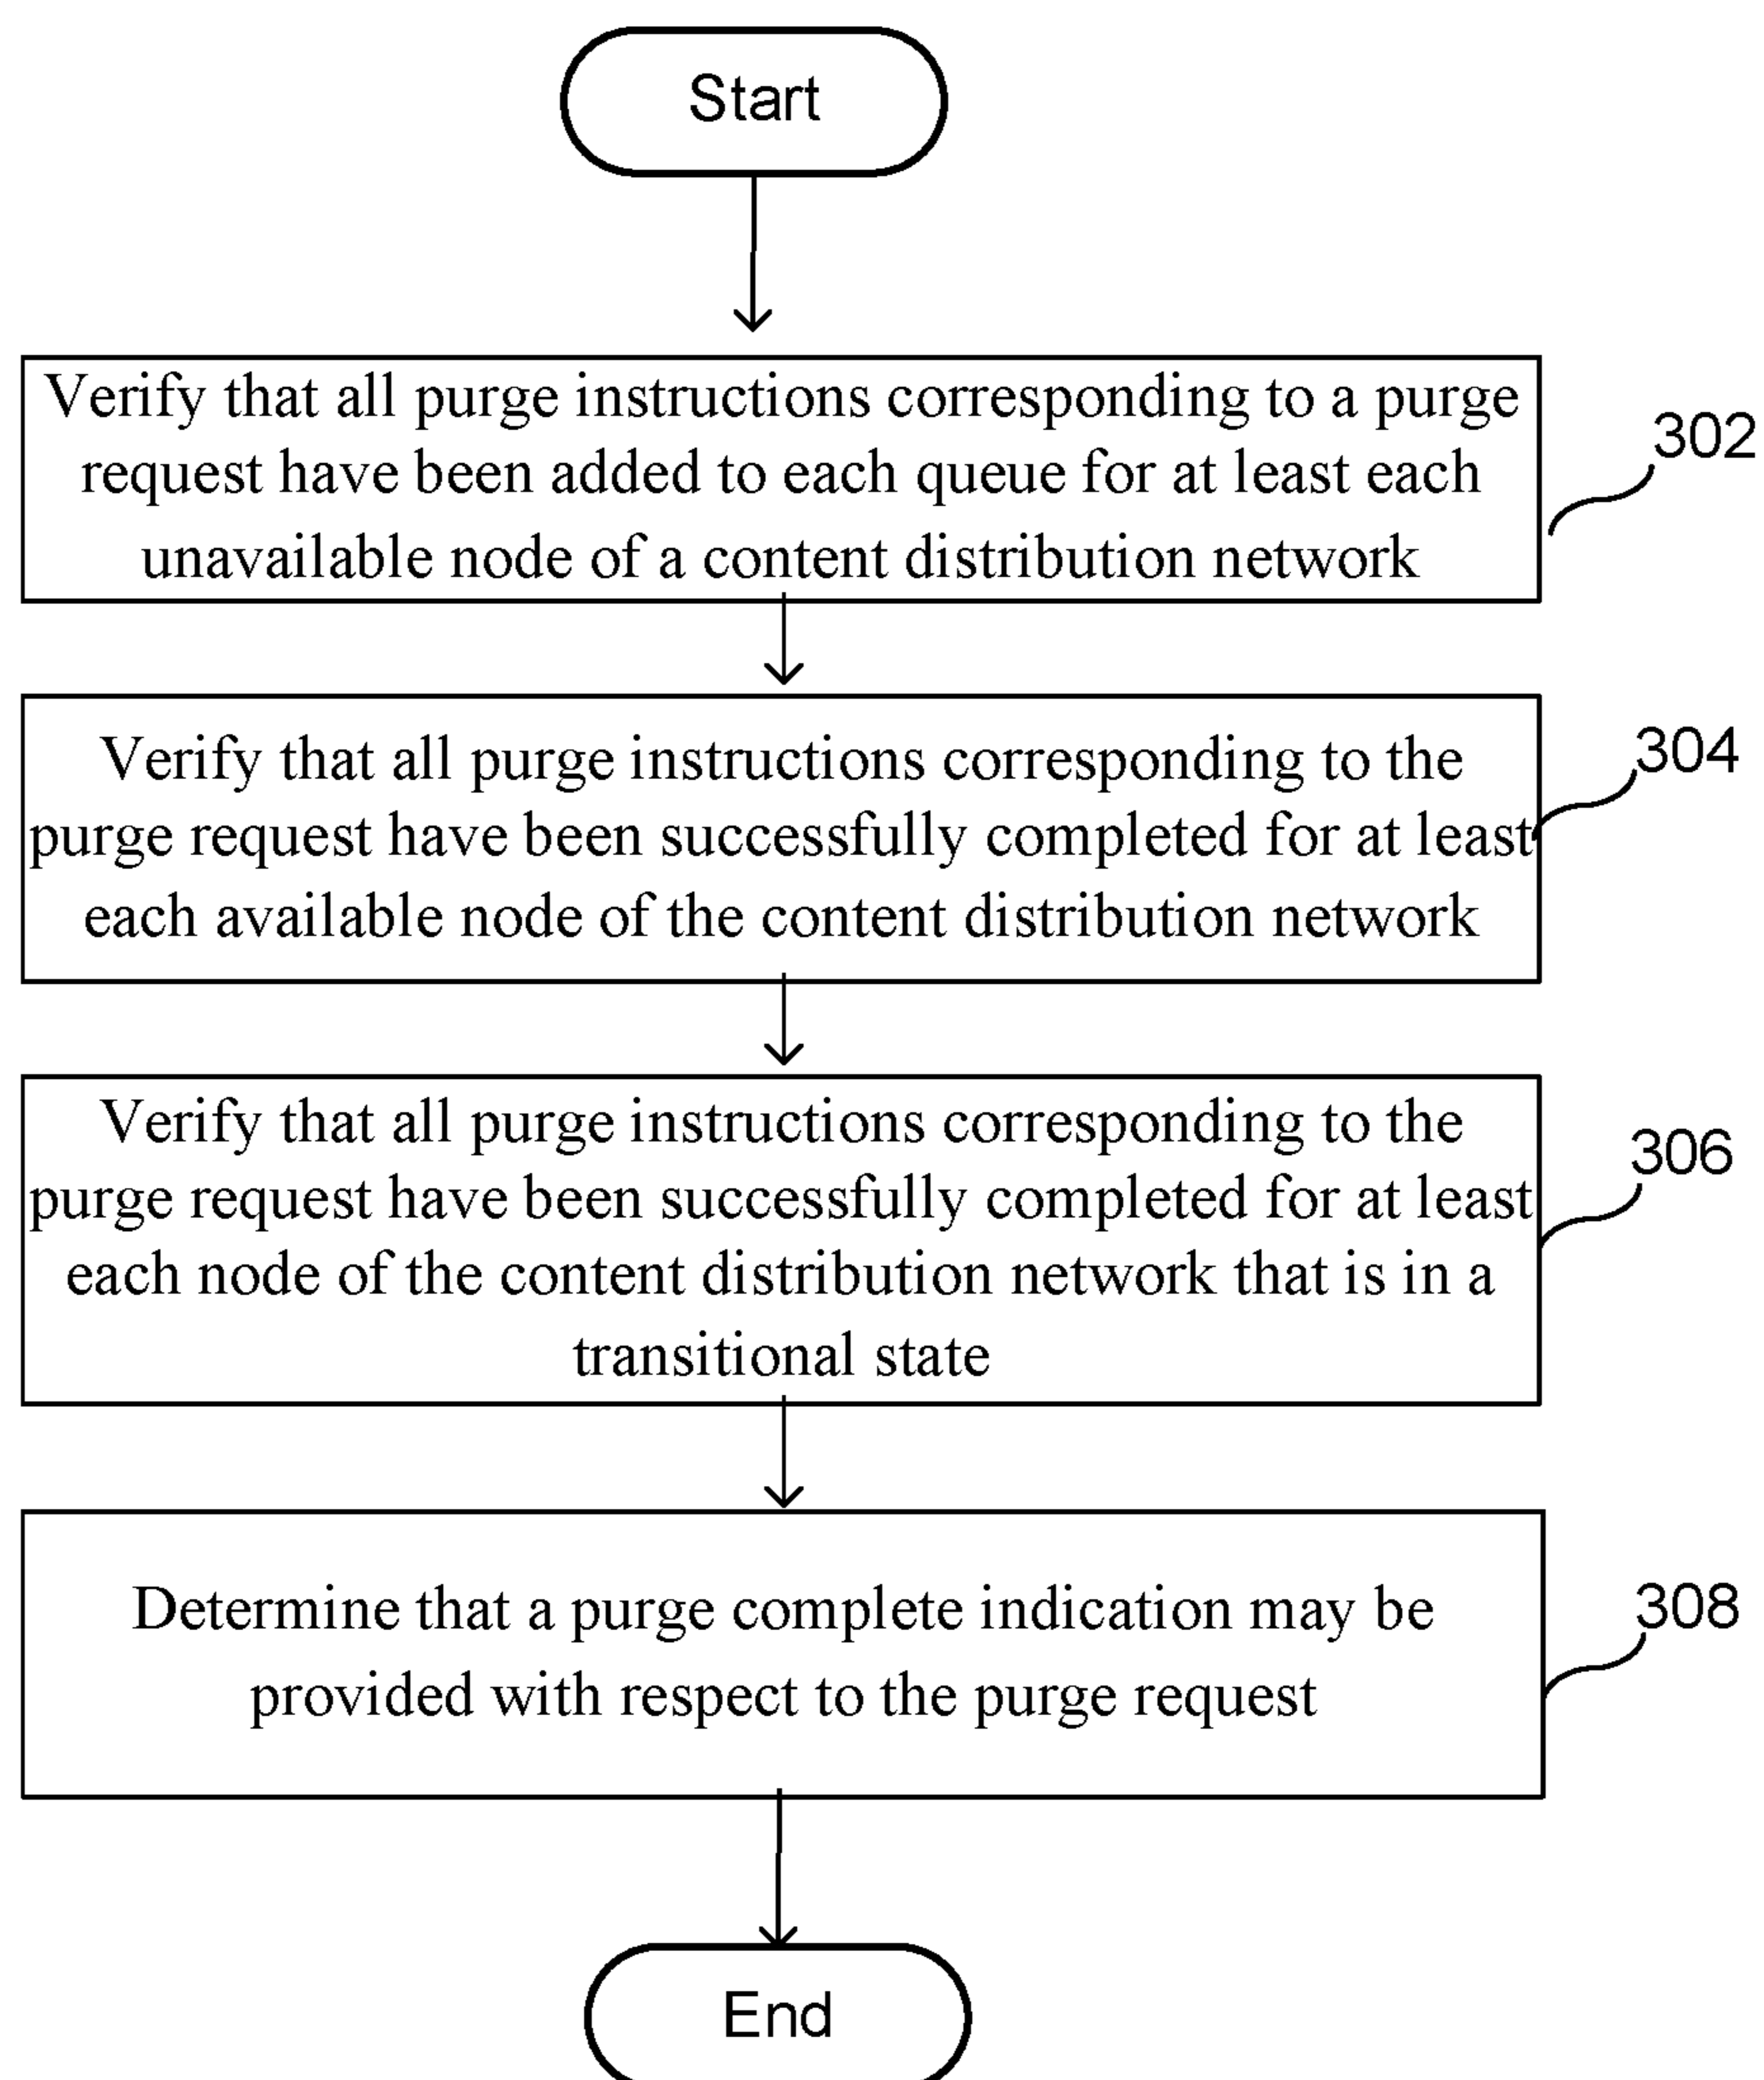 Start
Verify that all purge instructions corresponding to a purge
request have been added to each queue for at least each
unavailable node of a content distribution network
302
Verify that all purge instructions corresponding to the
purge request have been successfully completed for at least
each available node of the content distribution network
304
Verify that all purge instructions corresponding to the
purge request have been successfully completed for at least
each node of the content distribution network that is in a
transitional state
306
Determine that a purge complete indication may be
provided with respect to the purge request
308
End